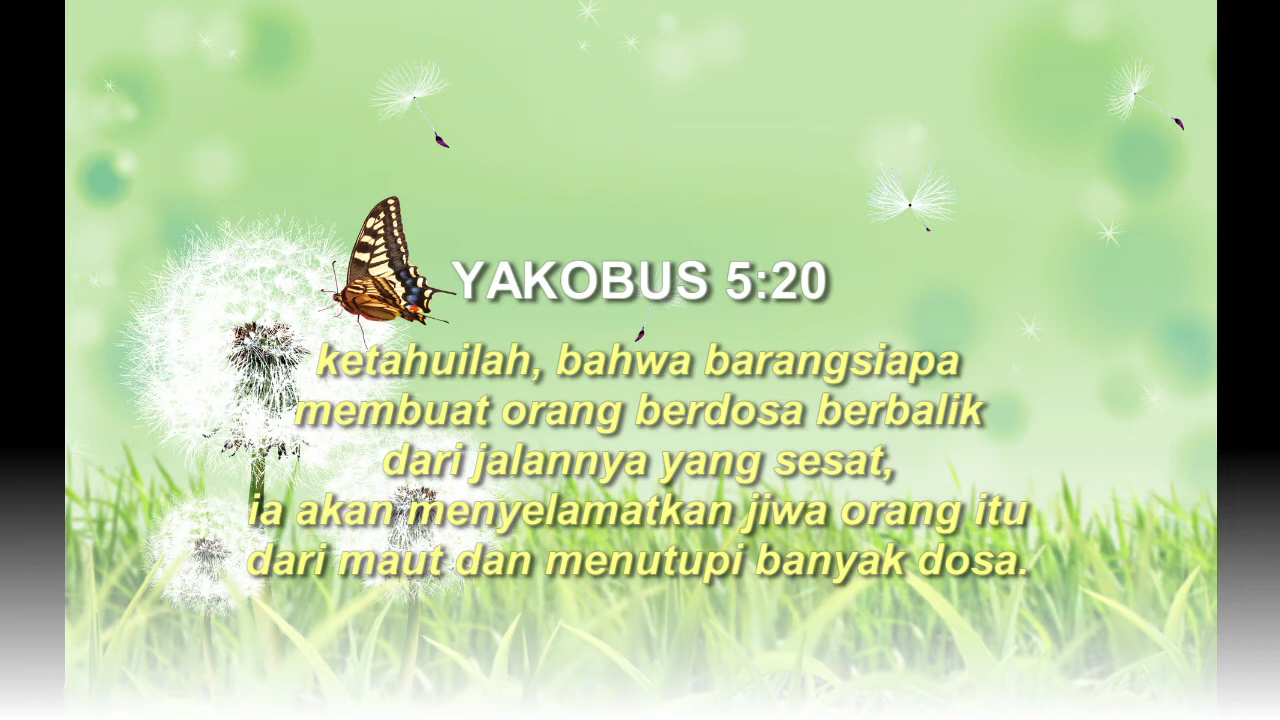 YAKOBUS 5:20
ketahuilah, bahwa barangsiapa
membuat orang berdosa berbalik
dari jalannya yang sesat,
ia akan menyelamatkan jiwa orang itu
dari maut dan menutupi banyak dosa.